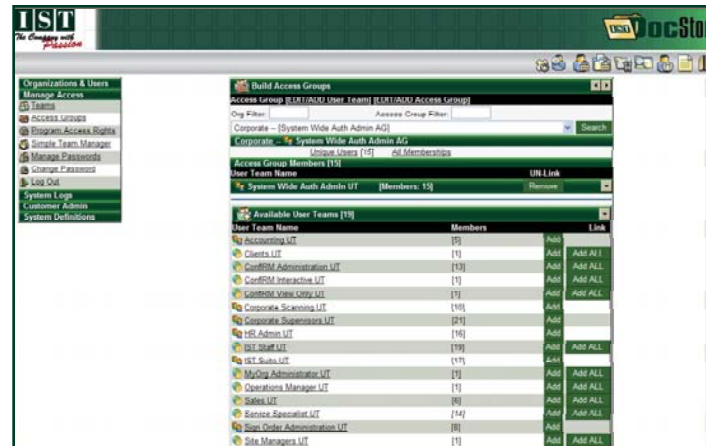 IST
The Company with
Passion
IST DocStor
Organizations & Users
Manage Access
Teams
Access Groups
Program Access Rights
Simple Team Manager
Manage Passwords
Change Password
Log Out
System Logs
Customer Admin
System Definitions
Build Access Groups
Access Group [EDIT/ADD User Team] [EDIT/ADD Access Group]
Org Filter: Access Group Filter:
Corporate -- [System Wide Auth Admin AG] Search
Corporate -- System Wide Auth Admin AG
Unique Users [15] All Memberships
Access Group Members [15]
User Team Name UN-Link
System Wide Auth Admin UT [Members: 15] Remove
Available User Teams [19]
User Team Name Members Link
Accounting UT [5] Add
Clients UT [1] Add Add ALL
ConfIRM Administration UT [13] Add Add ALL
ConfIRM Interactive UT [1] Add Add ALL
ConfIRM View Only UT [1] Add Add ALL
Corporate Scanning UT [10] Add
Corporate Supervisors UT [21] Add
HR Admin UT [16] Add
IST Staff UT [19] Add Add ALL
IST Suits UT [17] Add
MyOrg Administrator UT [1] Add Add ALL
Operations Manager UT [1] Add Add ALL
Sales UT [6] Add Add ALL
Service Specialist UT [14] Add Add ALL
Sign Order Administration UT [8] Add
Site Managers UT [1] Add Add ALL